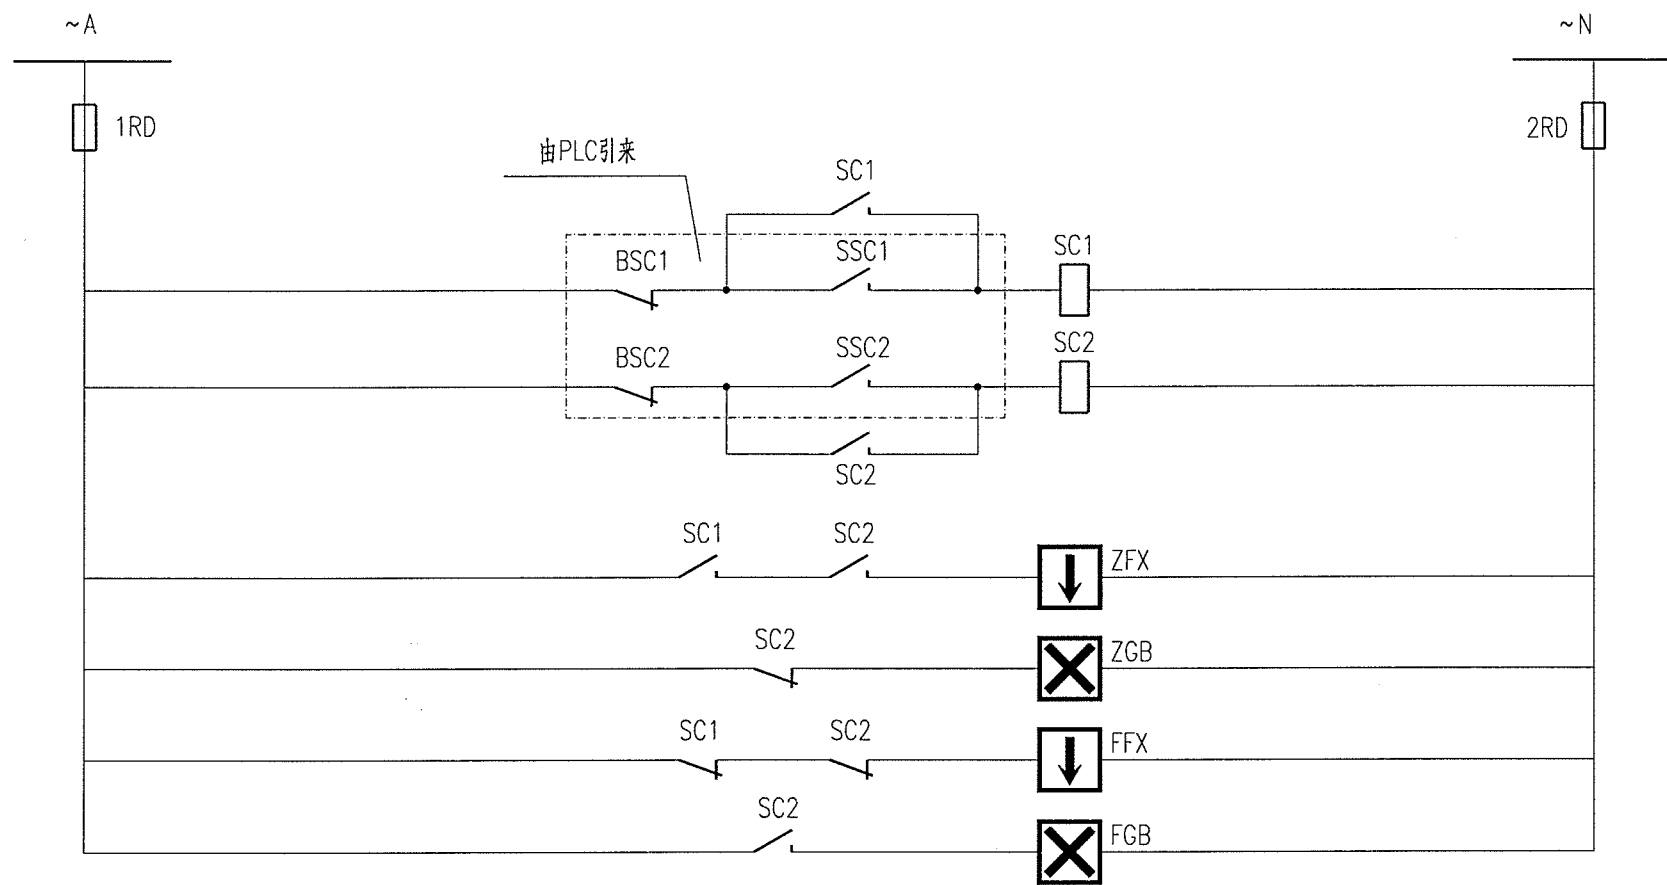 ~A
~N
1RD
2RD
由PLC引来
SC1
BSC1
SSC1
SC1
BSC2
SSC2
SC2
SC2
SC1
SC2
ZFX
SC2
ZGB
SC1
SC2
FFX
SC2
FGB